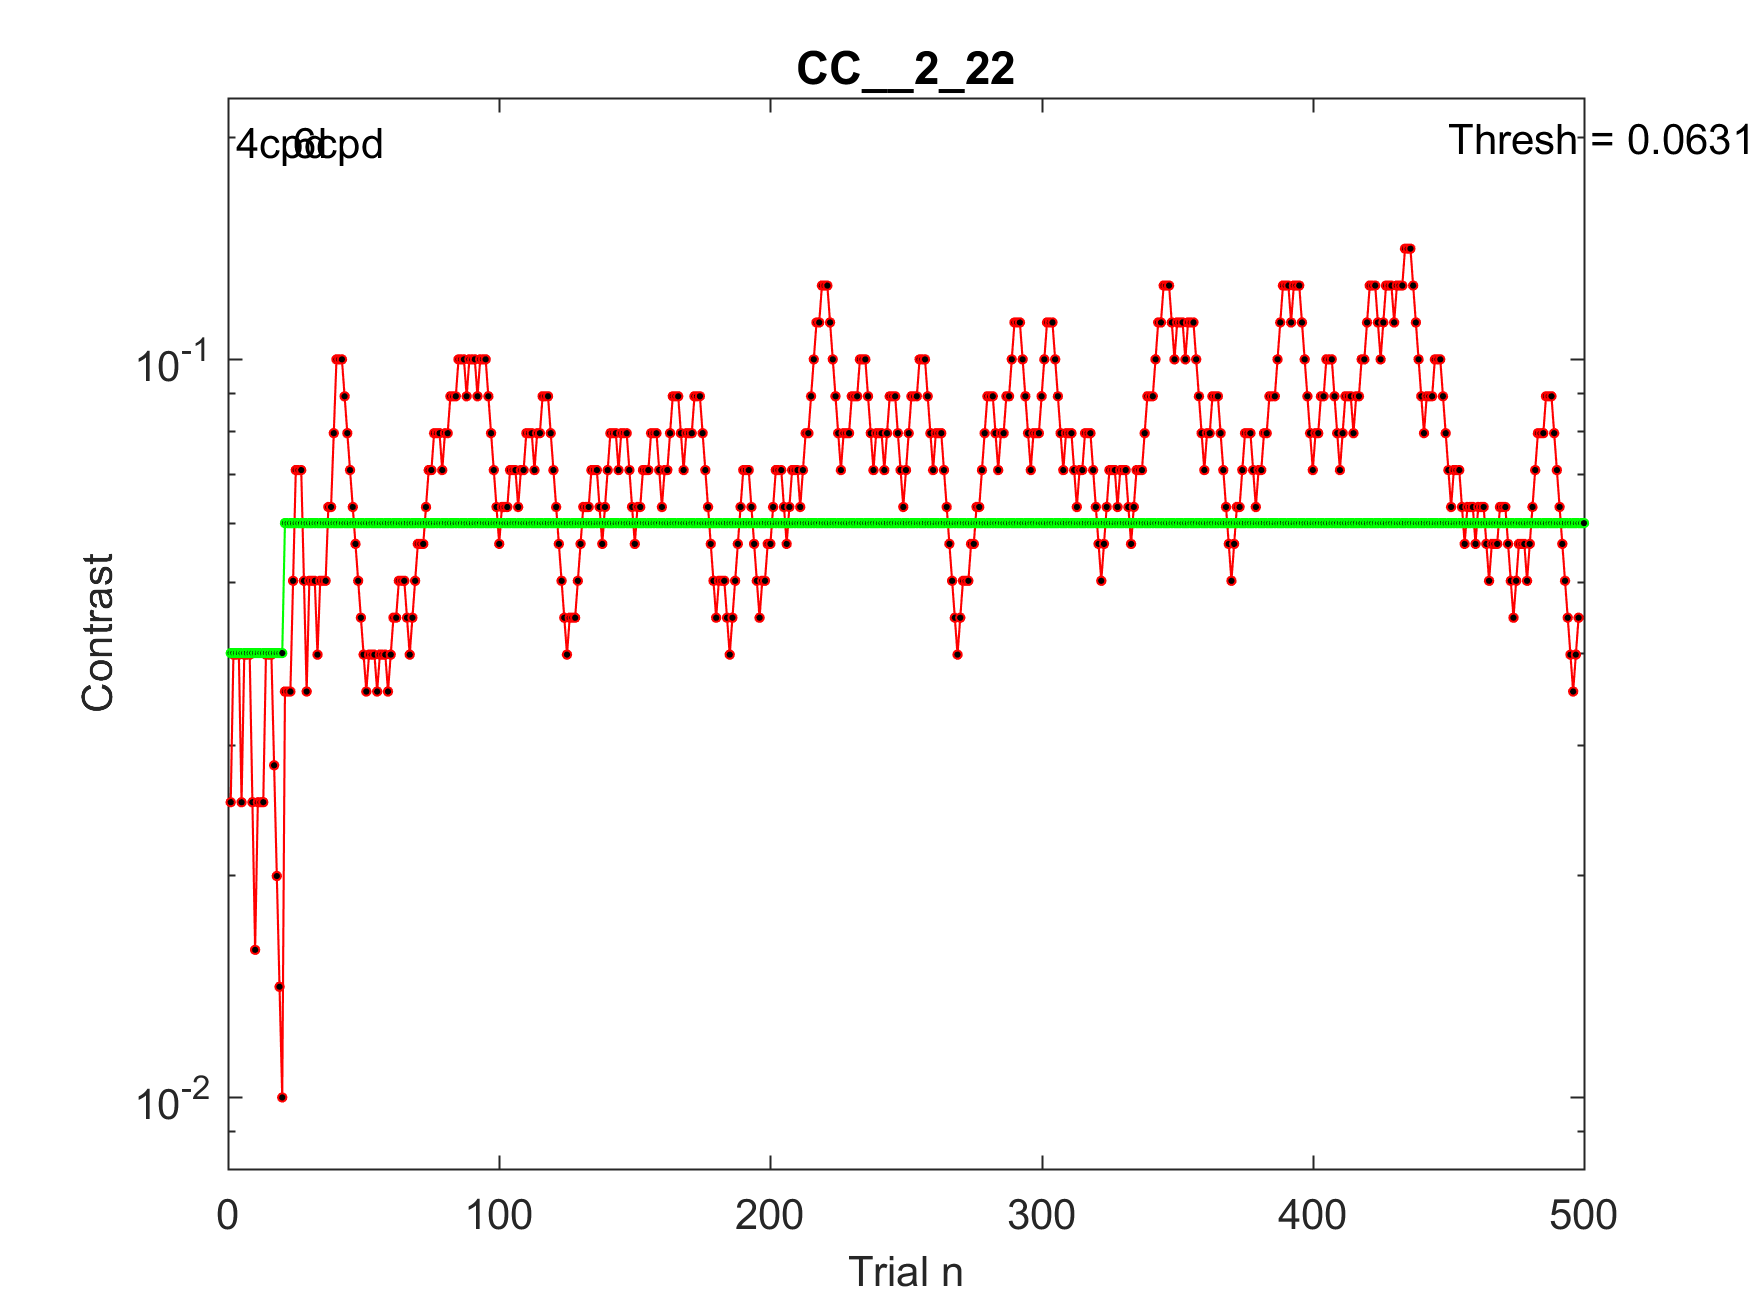 CC__2_22
4cpd
6cpd
Thresh = 0.0631
Contrast
10-1
10-2
0 100 200 300 400 500
Trial n